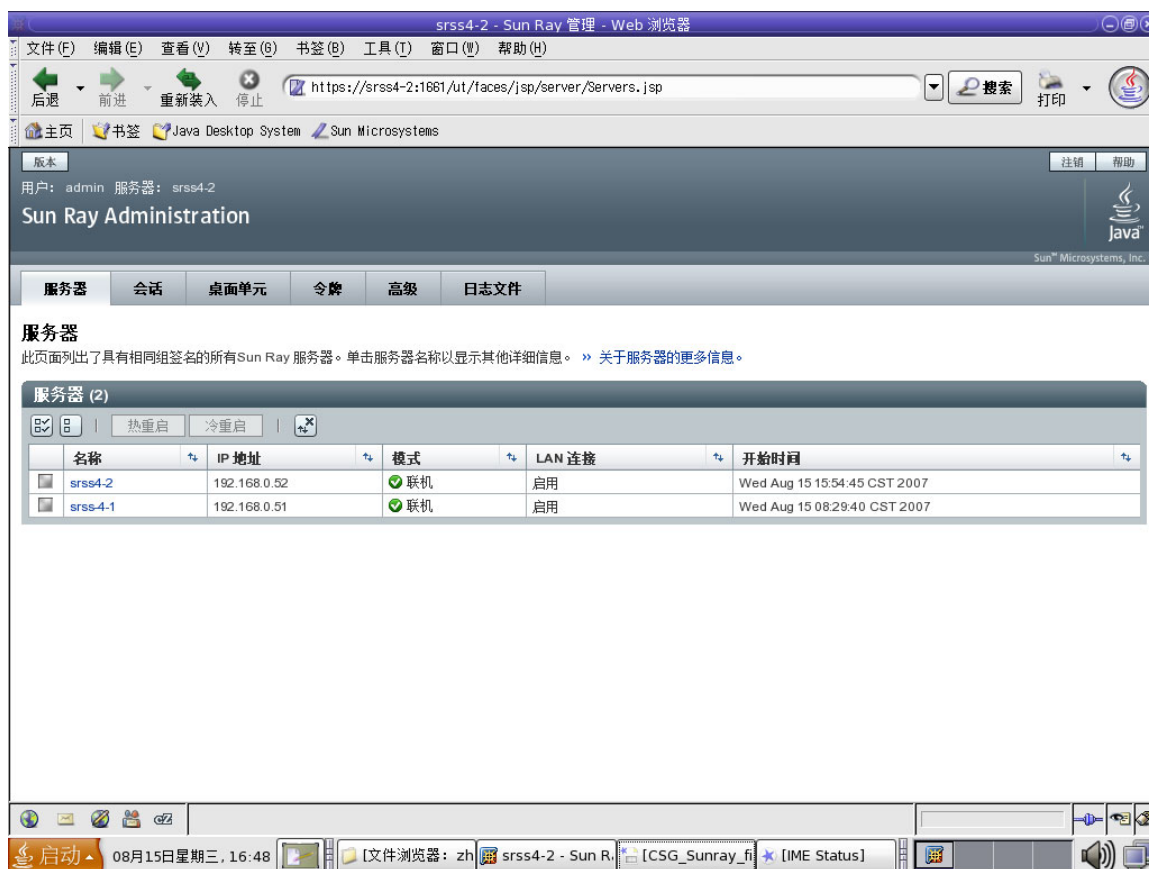 srss4-2 - Sun Ray 管理 - Web 浏览器
文件(F) 编辑(E) 查看(V) 转至(G) 书签(B) 工具(T) 窗口(W) 帮助(H)
后退 前进 重新装入 停止 https://srss4-2:1661/ut/faces/jsp/server/Servers.jsp 搜索 打印
主页 书签 Java Desktop System Sun Microsystems
版本 注销 帮助
用户: admin 服务器: srss4-2
Sun Ray Administration
Java™
Sun™ Microsystems, Inc.
服务器 会话 桌面单元 令牌 高级 日志文件
服务器
此页面列出了具有相同组签名的所有Sun Ray 服务器。单击服务器名称以显示其他详细信息。 » 关于服务器的更多信息。
服务器 (2)
热重启 冷重启
名称 IP 地址 模式 LAN 连接 开始时间
srss4-2 192.168.0.52 联机 启用 Wed Aug 15 15:54:45 CST 2007
srss-4-1 192.168.0.51 联机 启用 Wed Aug 15 08:29:40 CST 2007
启动 08月15日星期三, 16:48 [文件浏览器: zh srss4-2 - Sun R. [CSG_Sunray_fi [IME Status]